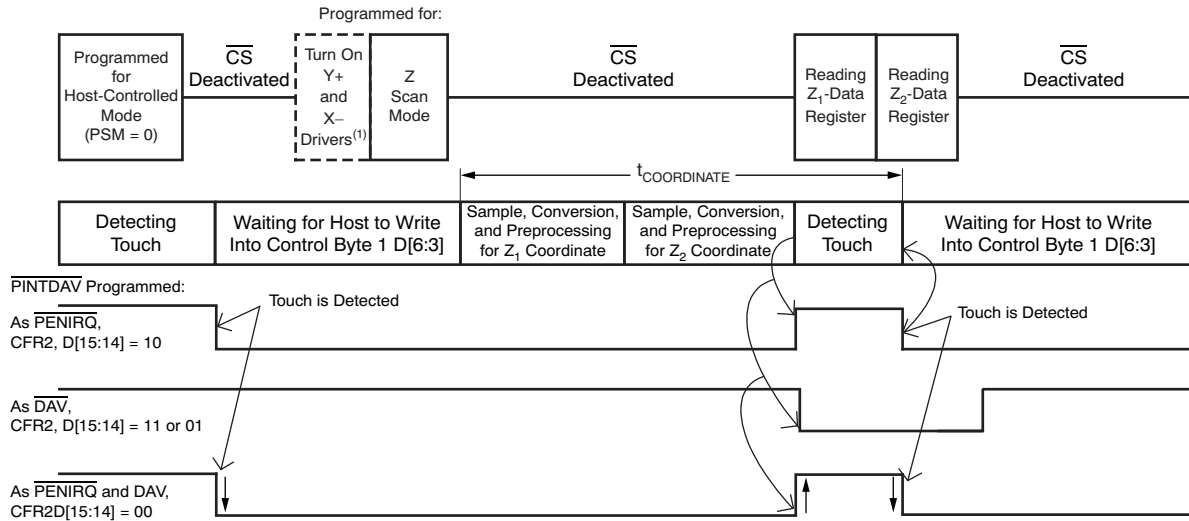 Programmed for:
Programmed
for
Host-Controlled
Mode
(PSM = 0)
CS
Deactivated
Turn On
Y+
and
X–
Drivers(1)
Z
Scan
Mode
CS
Deactivated
Reading
Z1-Data
Register
Reading
Z2-Data
Register
CS
Deactivated
tCOORDINATE
Detecting
Touch
Waiting for Host to Write
Into Control Byte 1 D[6:3]
Sample, Conversion,
and Preprocessing
for Z1 Coordinate
Sample, Conversion,
and Preprocessing
for Z2 Coordinate
Detecting
Touch
Waiting for Host to Write
Into Control Byte 1 D[6:3]
PINTDAV Programmed:
Touch is Detected
Touch is Detected
As PENIRQ,
CFR2, D[15:14] = 10
As DAV,
CFR2, D[15:14] = 11 or 01
As PENIRQ and DAV,
CFR2D[15:14] = 00